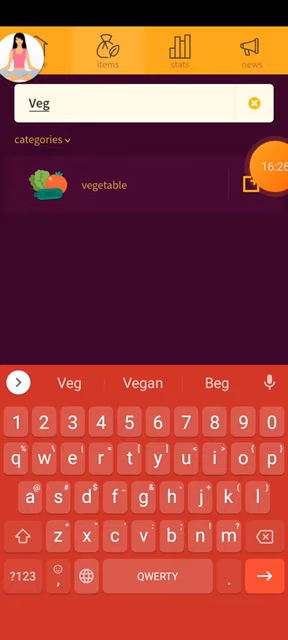 items
stats
news
Veg
categories
16:26
vegetable
Veg Vegan Beg
1 2 3 4 5 6 7 8 9 0
q w e r t y u i o p
a s d f g h j k l
z x c v b n m
?123 , QWERTY .